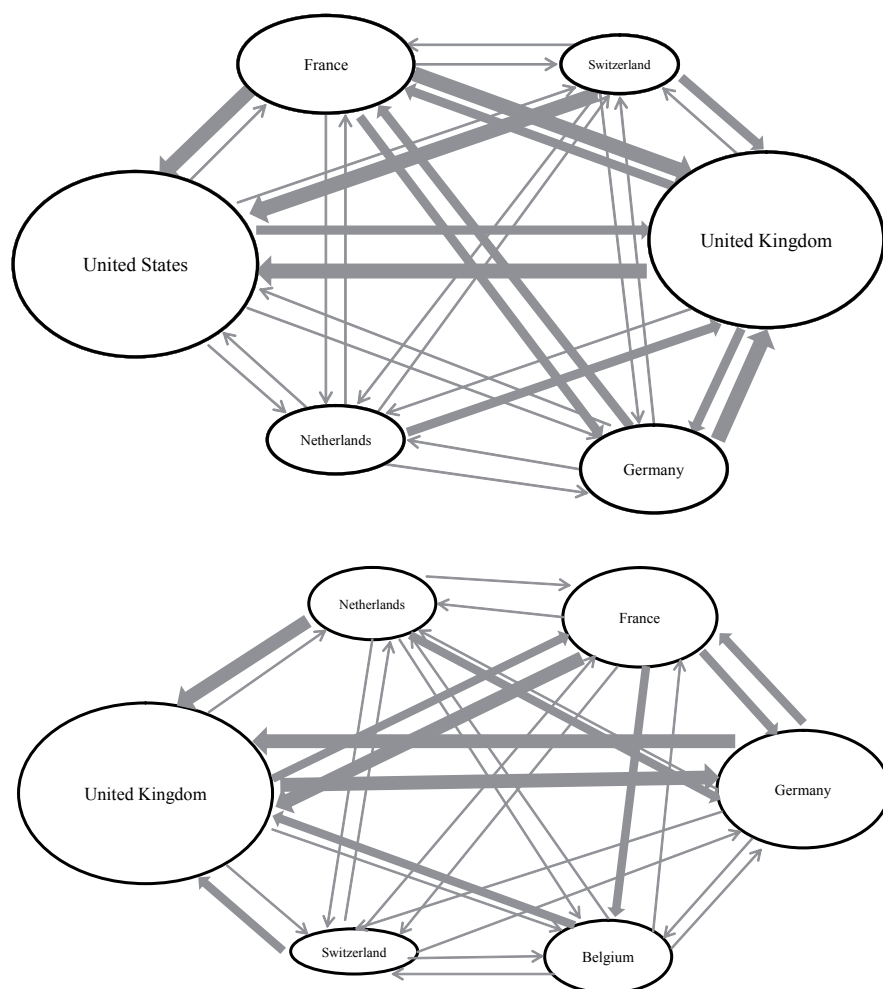 France
Switzerland
United States
United Kingdom
Netherlands
Germany
Netherlands
France
United Kingdom
Germany
Switzerland
Belgium